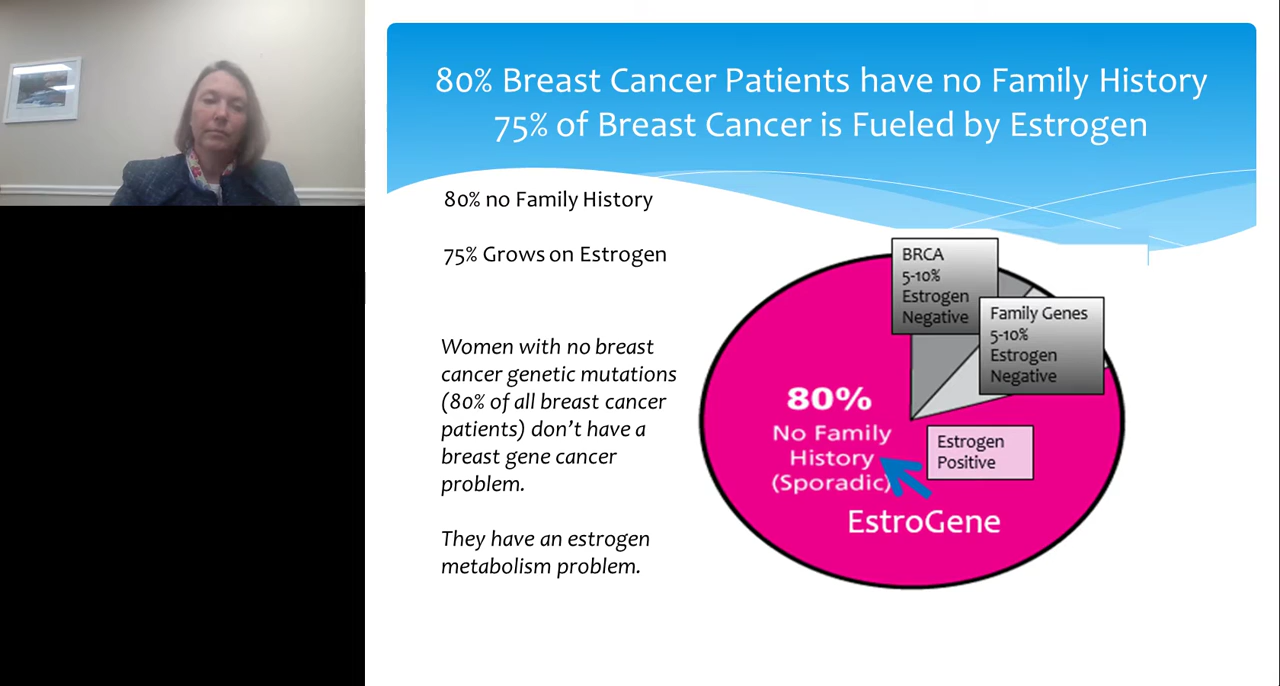 80% Breast Cancer Patients have no Family History
75% of Breast Cancer is Fueled by Estrogen
80% no Family History
75% Grows on Estrogen
Women with no breast
cancer genetic mutations
(80% of all breast cancer
patients) don't have a
breast gene cancer
problem.
They have an estrogen
metabolism problem.
BRCA
5-10%
Estrogen
Negative
Family Genes
5-10%
Estrogen
Negative
80%
No Family
History
(Sporadic)
Estrogen
Positive
EstroGene